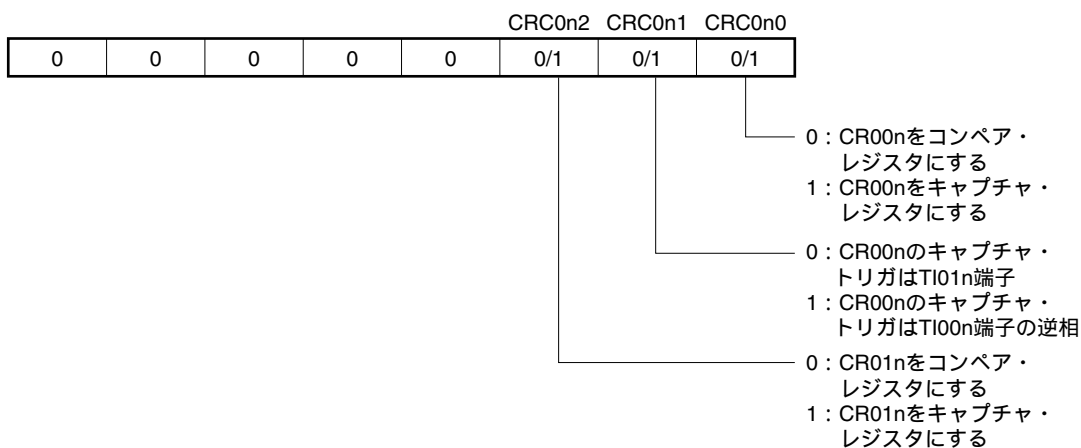 CRC0n2 CRC0n1 CRC0n0
0 0 0 0 0 0/1 0/1 0/1
0：CR00nをコンペア・
レジスタにする
1：CR00nをキャプチャ・
レジスタにする
0：CR00nのキャプチャ・
トリガはTI01n端子
1：CR00nのキャプチャ・
トリガはTI00n端子の逆相
0：CR01nをコンペア・
レジスタにする
1：CR01nをキャプチャ・
レジスタにする